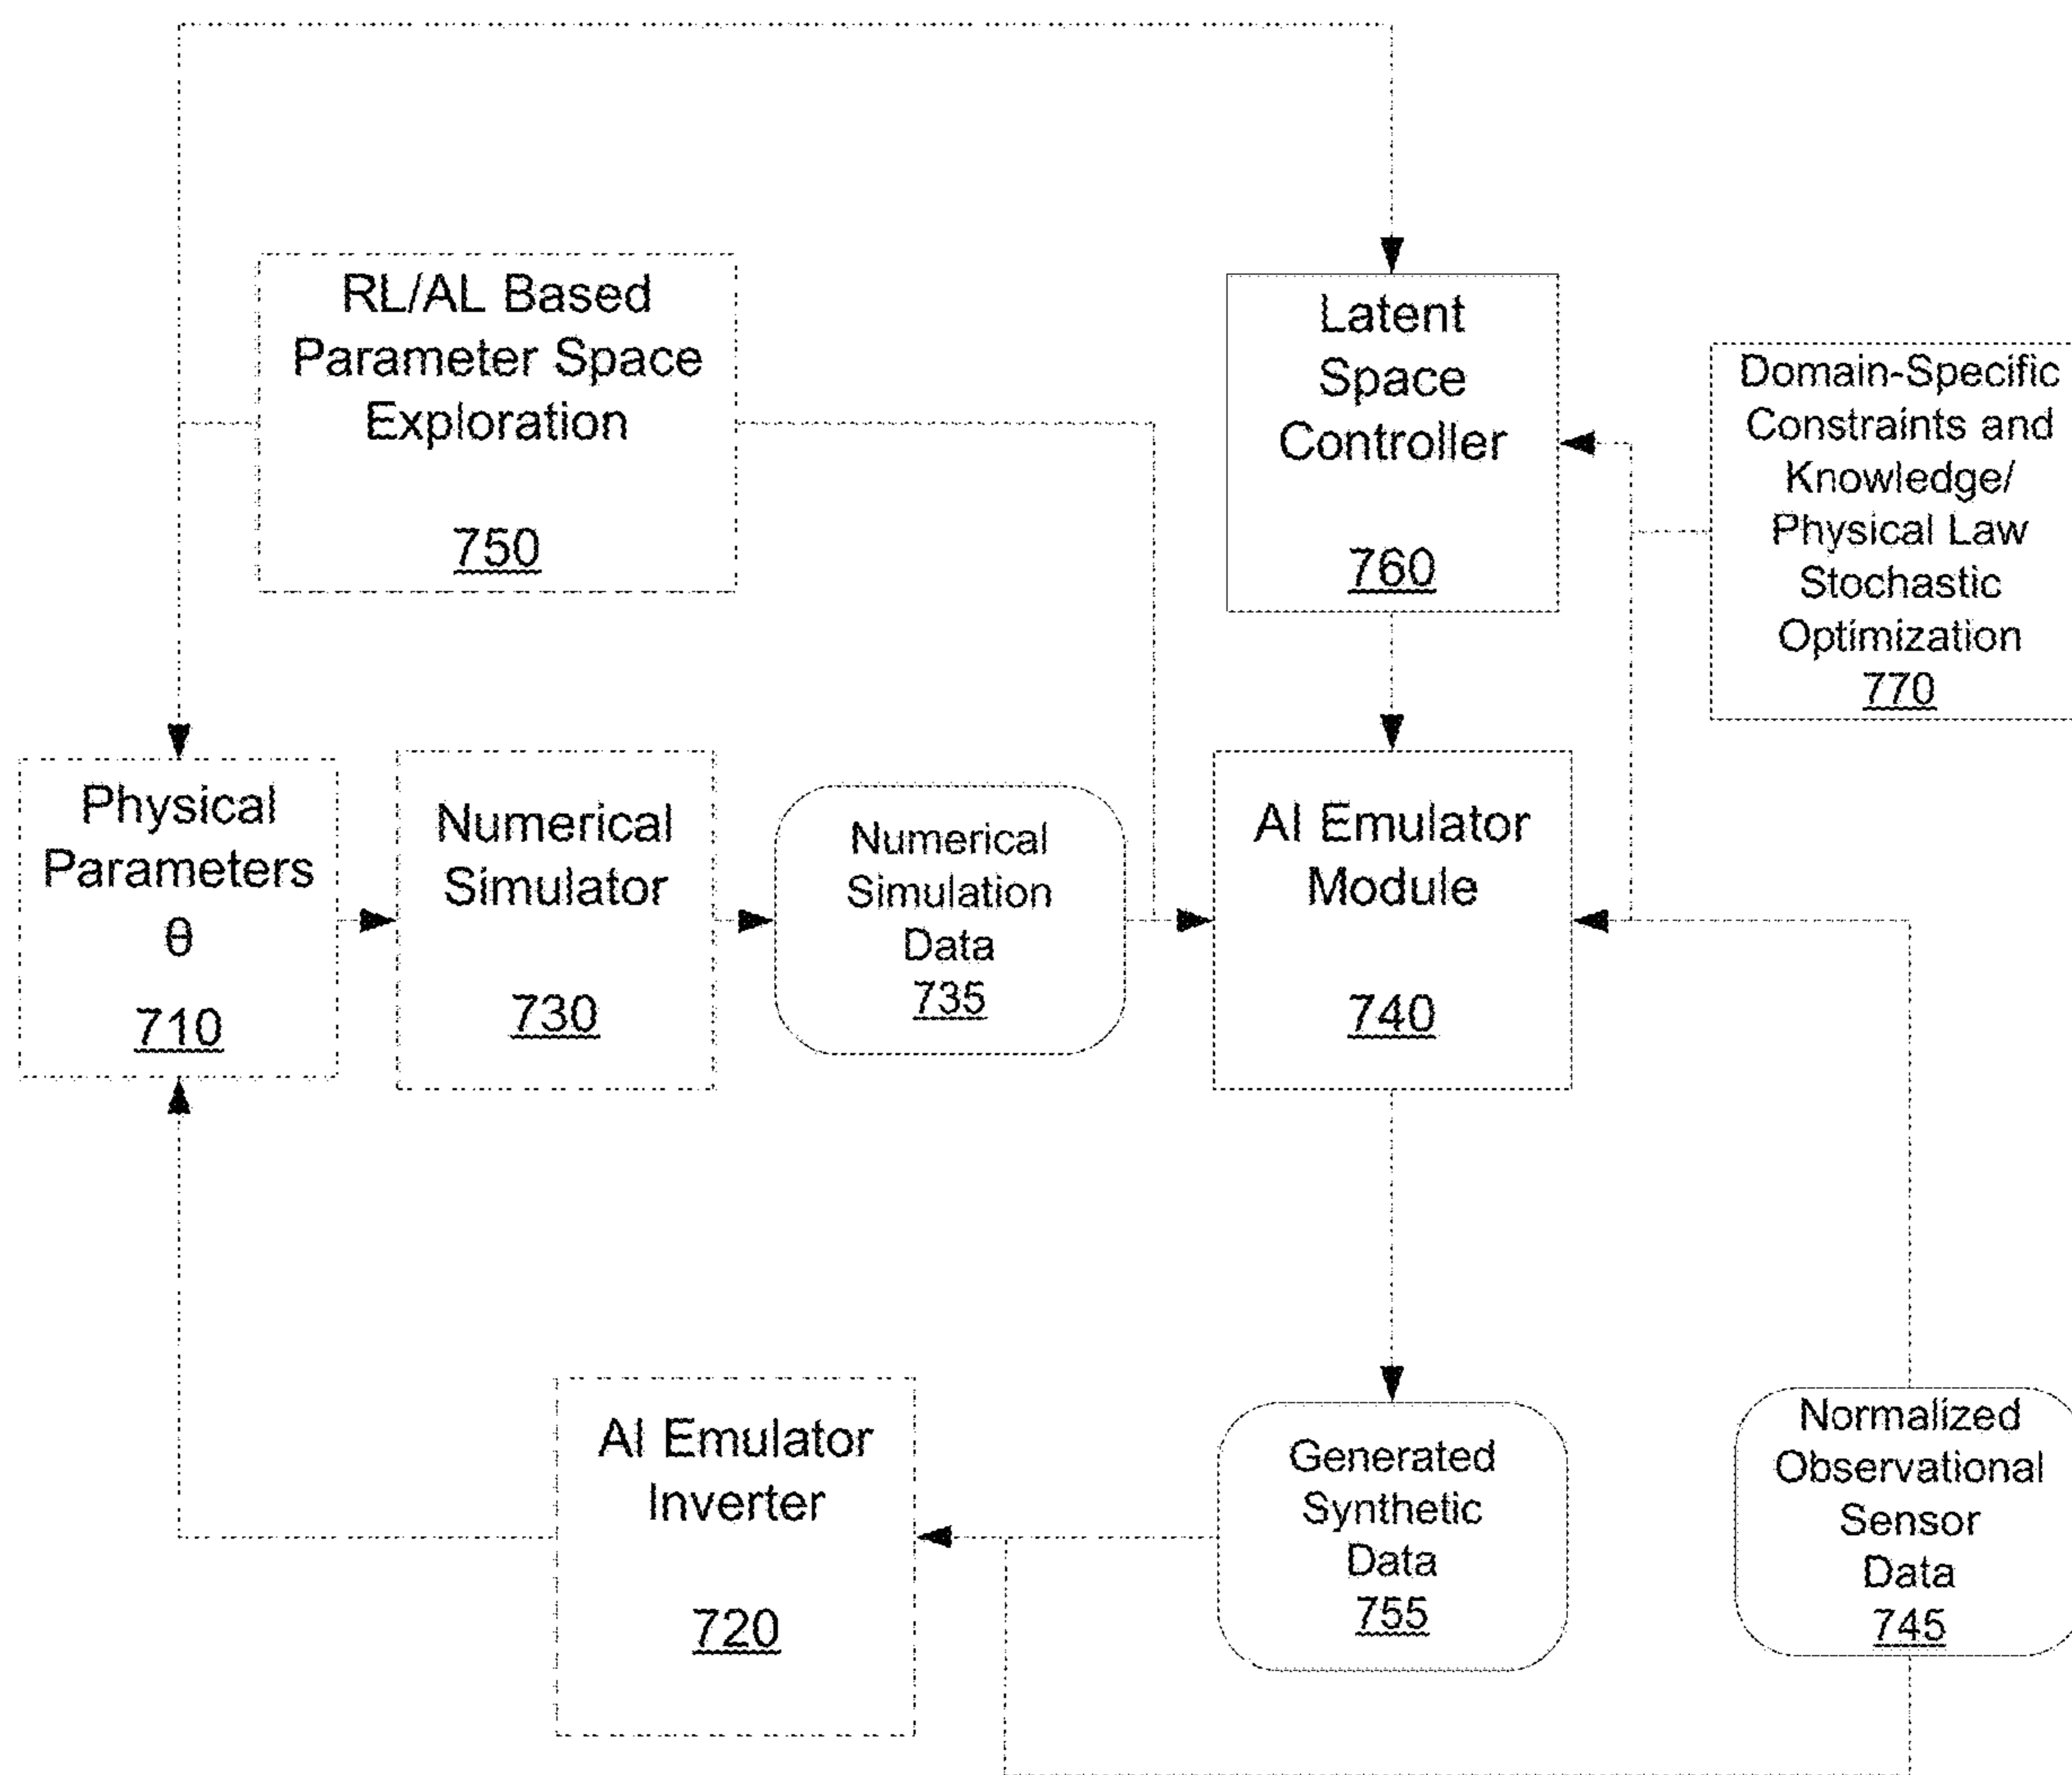 RL/AL Based
Parameter Space
Exploration
750
Latent
Space
Controller
760
Domain-Specific
Constraints and
Knowledge/
Physical Law
Stochastic
Optimization
770
Physical
Parameters
θ
710
Numerical
Simulator
730
Numerical
Simulation
Data
735
AI Emulator
Module
740
AI Emulator
Inverter
720
Generated
Synthetic
Data
755
Normalized
Observational
Sensor
Data
745